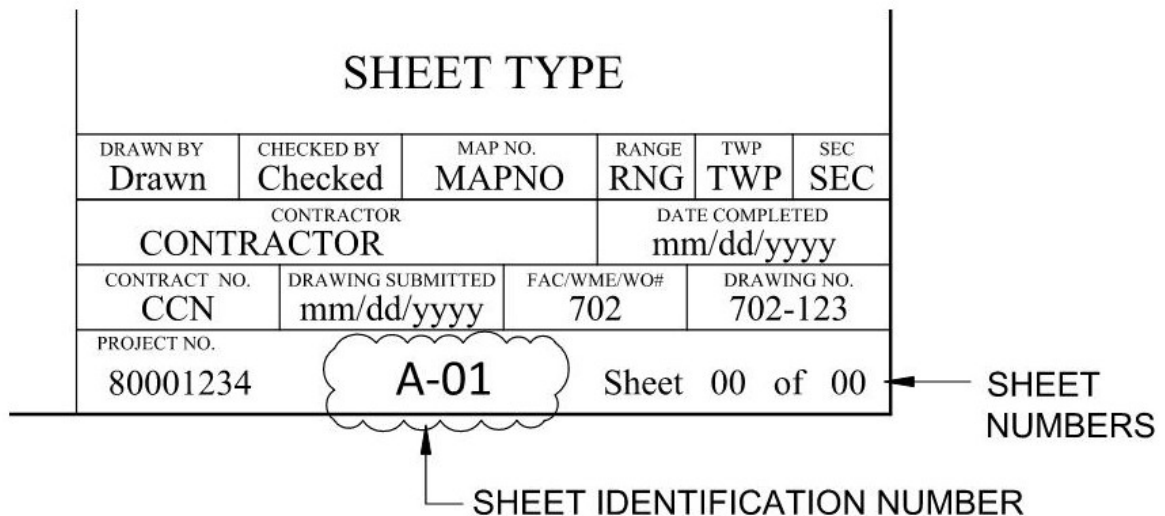 SHEET TYPE
DRAWN BY CHECKED BY MAP NO. RANGE TWP SEC
Drawn Checked MAPNO RNG TWP SEC
CONTRACTOR DATE COMPLETED
CONTRACTOR mm/dd/yyyy
CONTRACT NO. DRAWING SUBMITTED FAC/WME/WO# DRAWING NO.
CCN mm/dd/yyyy 702 702-123
PROJECT NO.
80001234 A-01 Sheet 00 of 00 SHEET
NUMBERS
SHEET IDENTIFICATION NUMBER